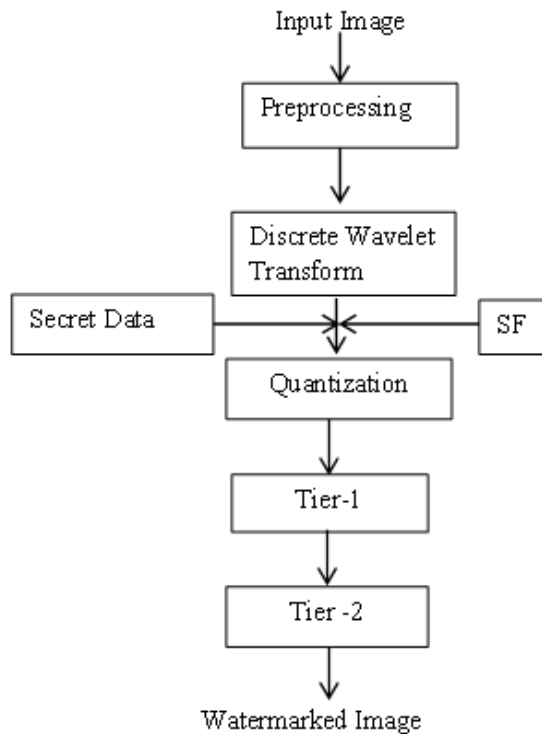 Input Image
Preprocessing
Discrete Wavelet
Transform
Secret Data
SF
Quantization
Tier-1
Tier -2
Watermarked Image